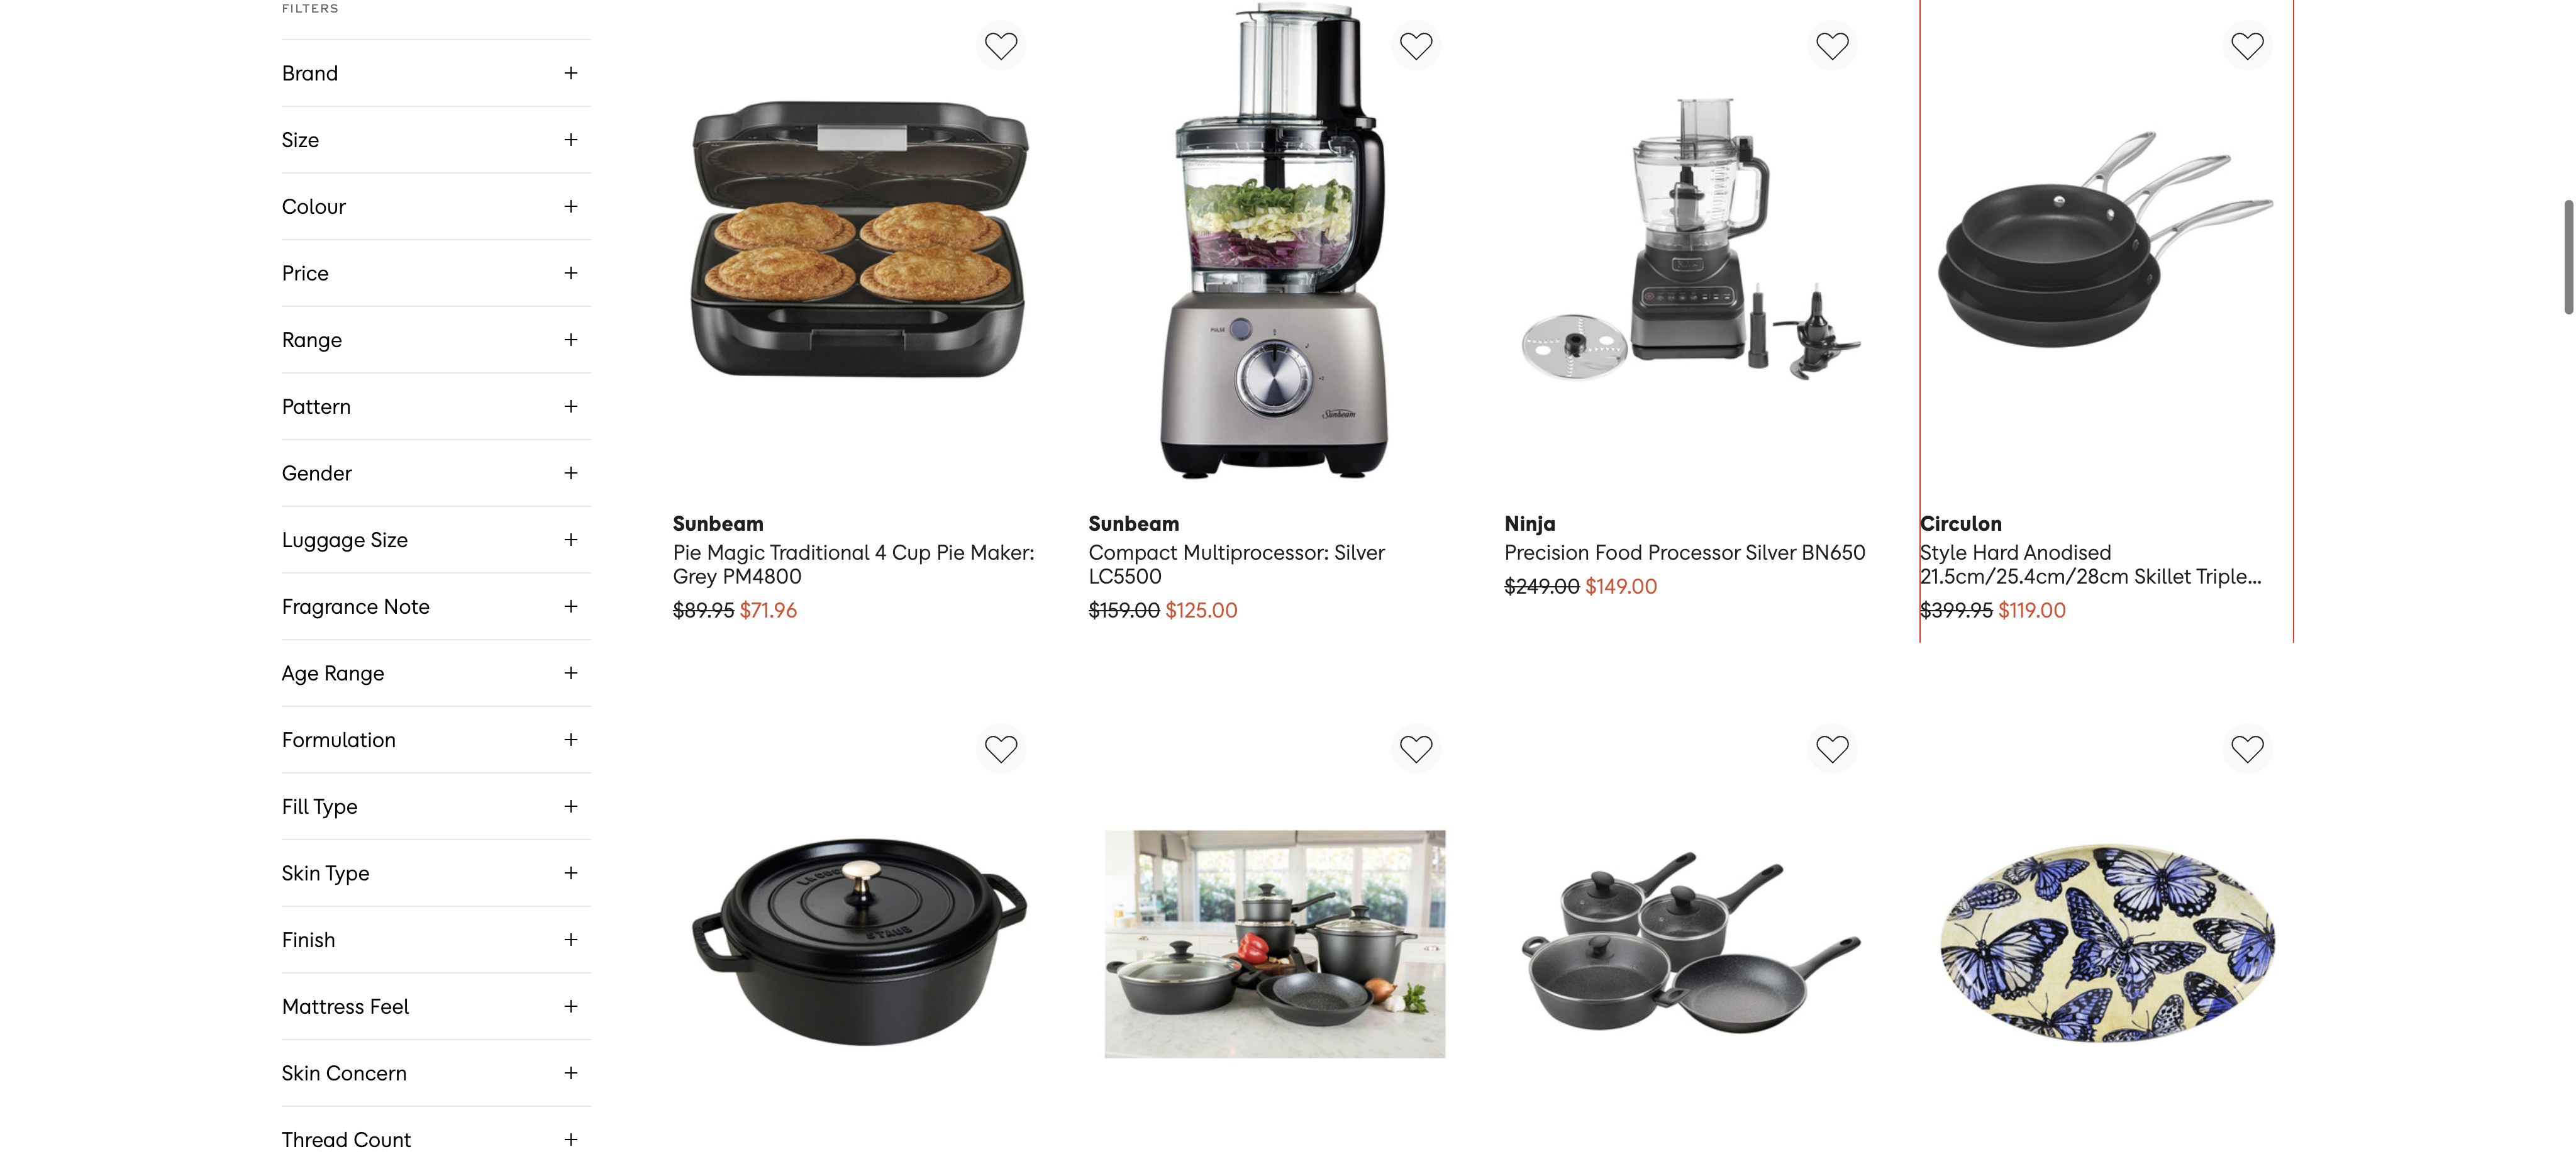 FILTERS
Brand
Size
Colour
Price
Range
Pattern
Gender
Luggage Size
Fragrance Note
Age Range
Formulation
Fill Type
Skin Type
Finish
Mattress Feel
Skin Concern
Thread Count
PULSE
Sunbeam
Sunbeam
Pie Magic Traditional 4 Cup Pie Maker:
Grey PM4800
$89.95 $71.96
Sunbeam
Compact Multiprocessor: Silver
LC5500
$159.00 $125.00
Ninja
Precision Food Processor Silver BN650
$249.00 $149.00
Circulon
Style Hard Anodised
21.5cm/25.4cm/28cm Skillet Triple...
$399.95 $119.00
STAUB